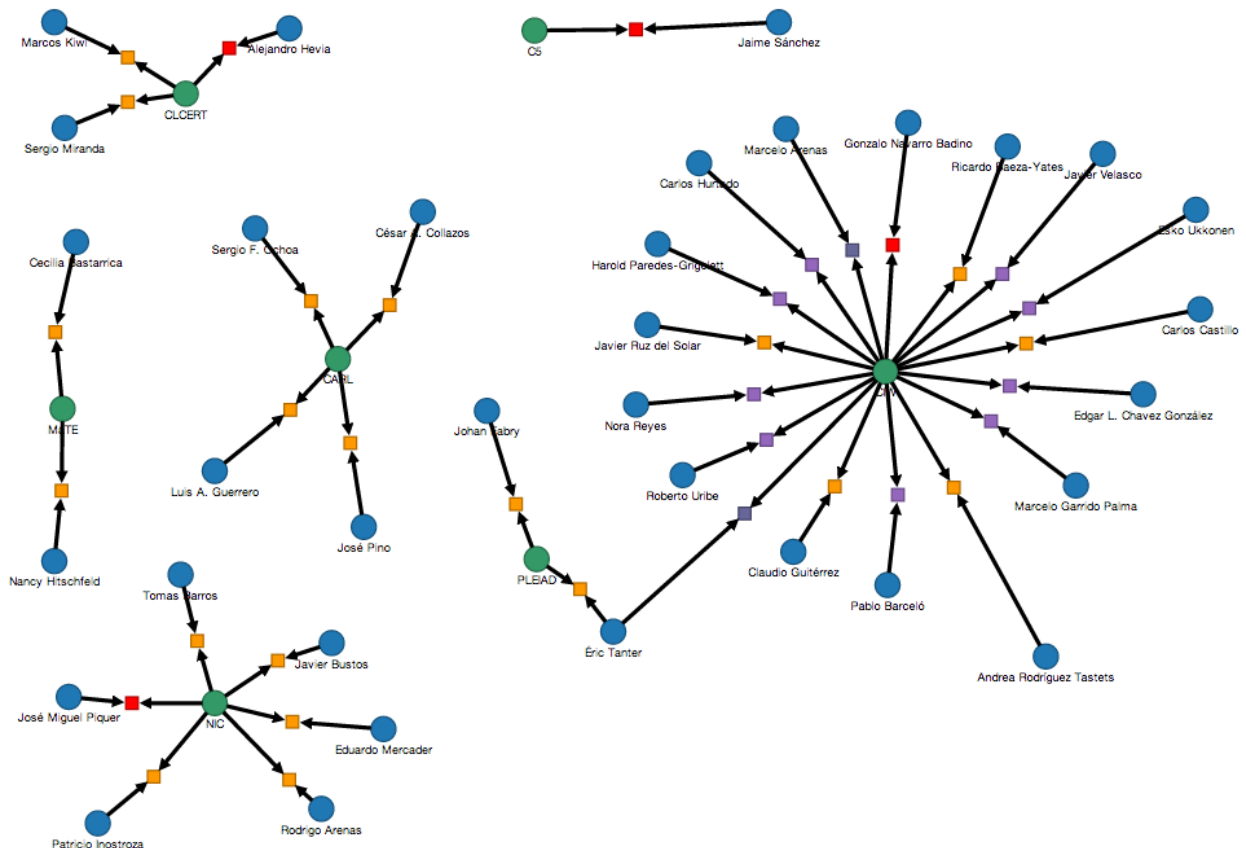 Marcos Kiwi
Alejandro Hevia
CLCERT
Sergio Miranda
C5
Jaime Sánchez
Marcelo Arenas
Gonzalo Navarro Badino
Ricardo Baeza-Yates
Javier Velasco
Carlos Hurtado
Esko Ukkonen
Harold Paredes-Grigolett
Carlos Castillo
Javier Ruz del Solar
Edgar L. Chavez González
Nora Reyes
Marcelo Garrido Palma
Roberto Uribe
Claudio Guitérrez
Pablo Barceló
Andrea Rodríguez Tastets
Cecilia Bastarrica
MaTE
Nancy Hitschfeld
Sergio F. Ochoa
César A. Collazos
CARL
Luis A. Guerrero
José Pino
Johan Fabry
PLEIAD
Éric Tanter
Tomas Barros
Javier Bustos
José Miguel Piquer
NIC
Eduardo Mercader
Patricio Inostroza
Rodrigo Arenas